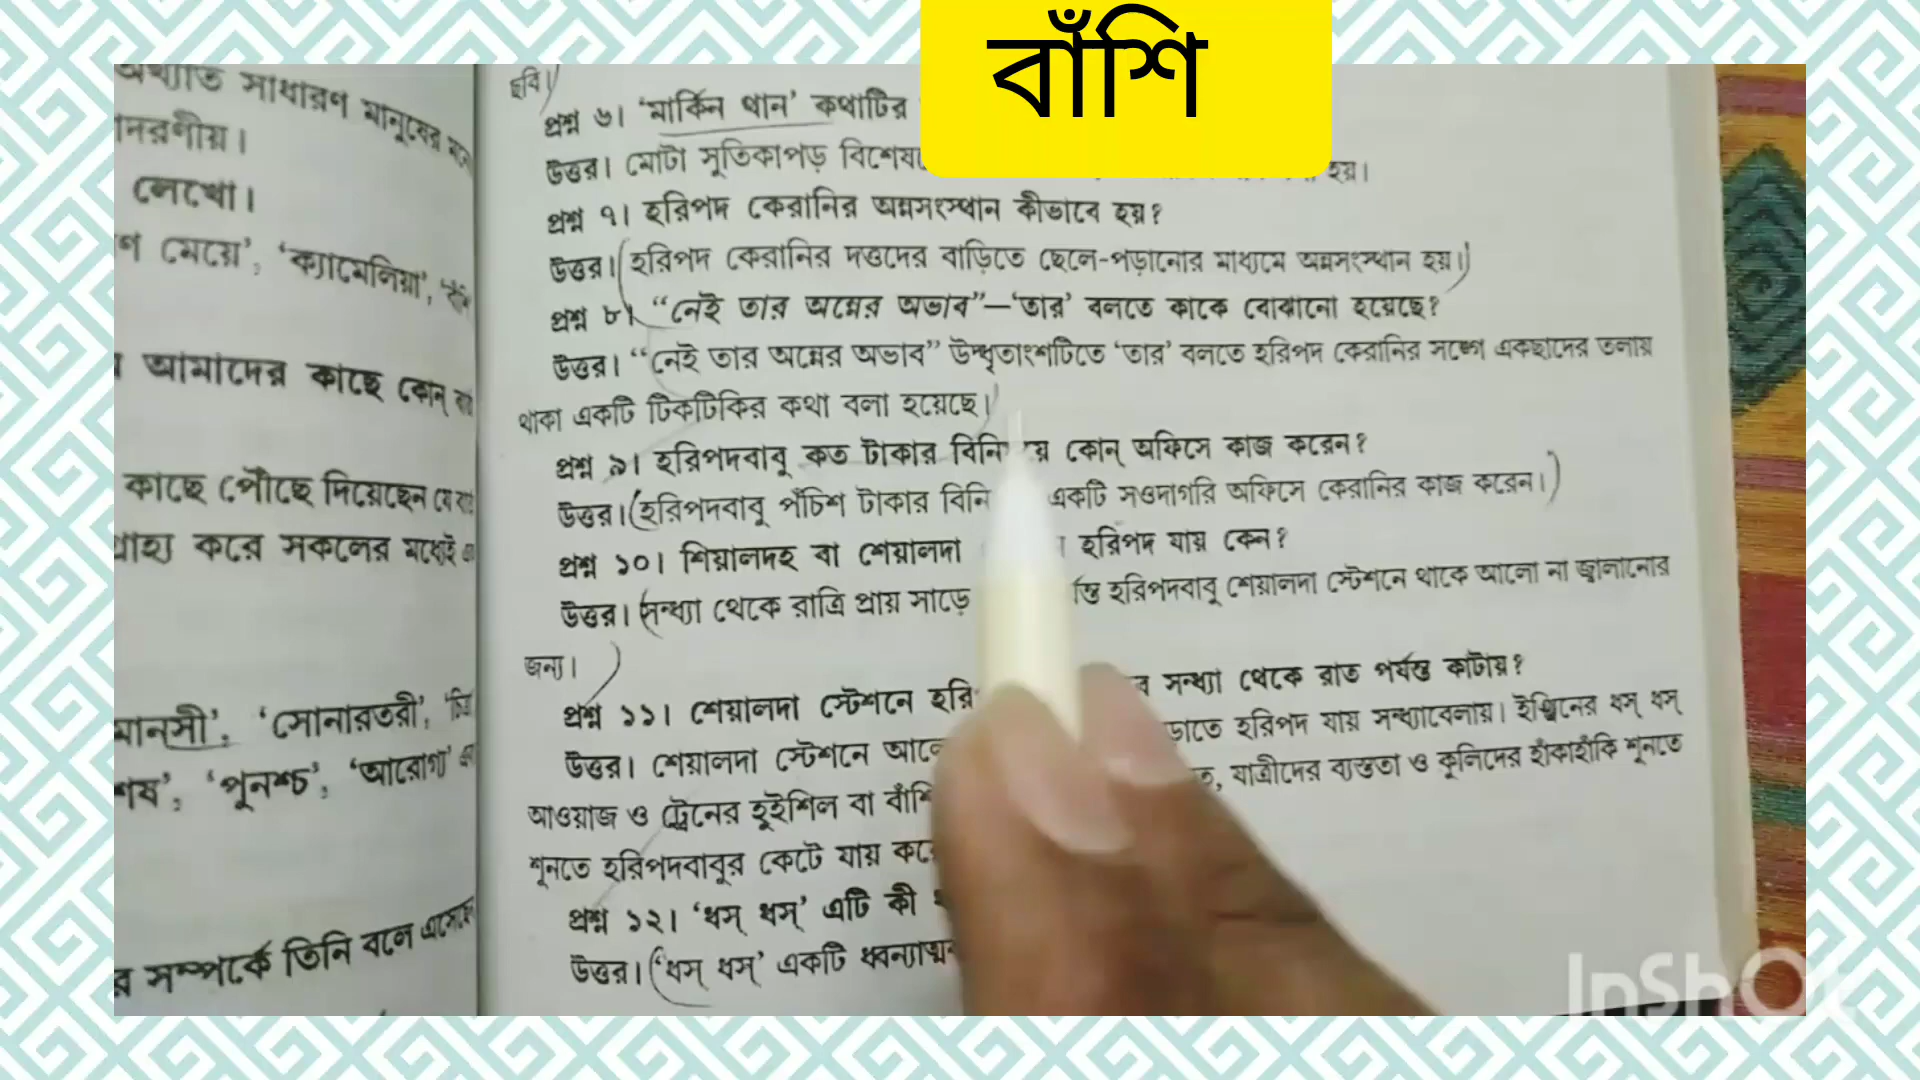 বাঁশি
অখ্যাত সাধারণ মানুষের
লেখো।
মেয়ে', 'ক্যামেলিয়া',
আমাদের কাছে কোন্
কাছে পৌঁছে দিয়েছেন যে
করে সকলের মধ্যেই
'সোনারতরী',
'পুনশ্চ', 'আরোগ্য'
সম্পর্কে তিনি বলে এসেছেন
ছবি।
প্রশ্ন ৬। 'মার্কিন থান' কথাটির
উত্তর। মোটা সুতিকাপড় হয়।
প্রশ্ন ৭। হরিপদ কেরানির অন্নসংস্থান কীভাবে হয়?
উত্তর। হরিপদ কেরানির দত্তদের বাড়িতে ছেলে-পড়ানোর মাধ্যমে অন্নসংস্থান হয়।
প্রশ্ন ৮। “নেই তার অন্নের অভাব”—'তার' বলতে কাকে বোঝানো হয়েছে?
উত্তর। “নেই তার অন্নের অভাব” উদ্ধৃতাংশটিতে 'তার' বলতে হরিপদ কেরানির সঙ্গে একছাদের তলায়
থাকা একটি টিকটিকির কথা বলা হয়েছে।
প্রশ্ন ৯। হরিপদবাবু কত টাকার কোন্ অফিসে কাজ করেন?
উত্তর। হরিপদবাবু পঁচিশ টাকার একটি সওদাগরি অফিসে কেরানির কাজ করেন।
প্রশ্ন ১০। শিয়ালদহ বা শেয়ালদা হরিপদ যায় কেন?
উত্তর। সন্ধ্যা থেকে রাত্রি প্রায় সাড়ে হরিপদবাবু শেয়ালদা স্টেশনে থাকে আলো না জ্বালানোর
জন্য।
প্রশ্ন ১১। শেয়ালদা স্টেশনে সন্ধ্যা থেকে রাত পর্যন্ত কাটায়?
উত্তর। শেয়ালদা স্টেশনে হরিপদ যায় সন্ধ্যাবেলায়। ইঞ্জিনের ধস্ ধস্
আওয়াজ ও ট্রেনের হুইশিল বা যাত্রীদের ব্যস্ততা ও কুলিদের হাঁকাহাঁকি শুনতে
শুনতে হরিপদবাবুর কেটে যায়
প্রশ্ন ১২। 'ধস্ ধস্' এটি কী
উত্তর। 'ধস্ ধস্' একটি
InShOt